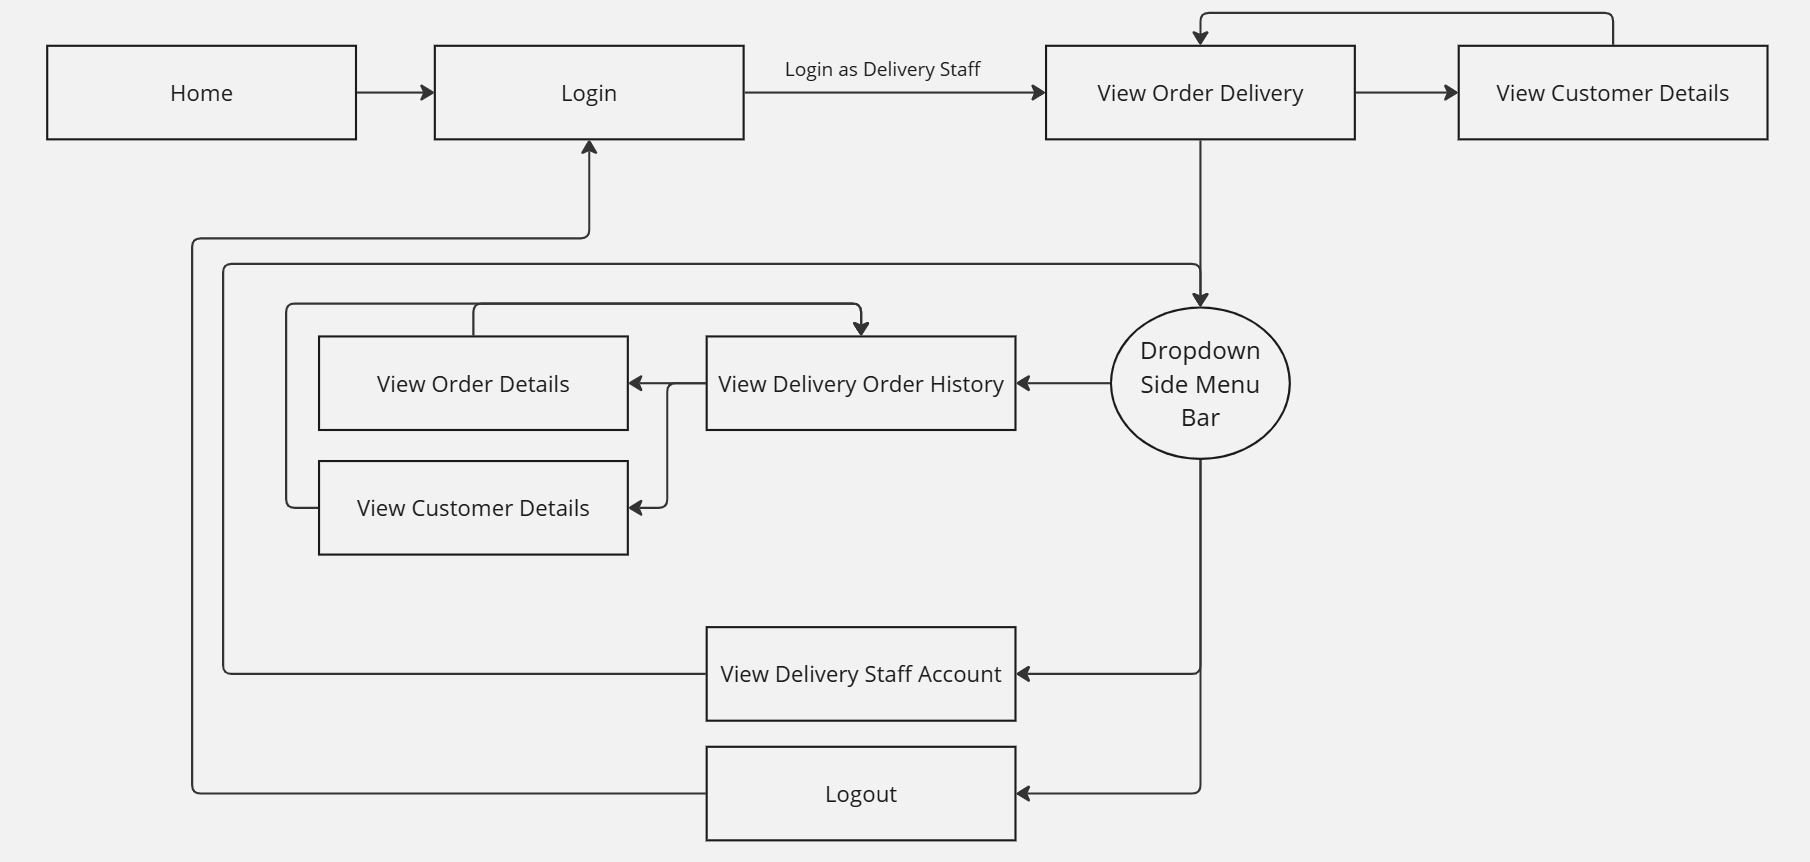 Home
Login
Login as Delivery Staff
View Order Delivery
View Customer Details
View Order Details
View Delivery Order History
Dropdown
Side Menu
Bar
View Customer Details
View Delivery Staff Account
Logout